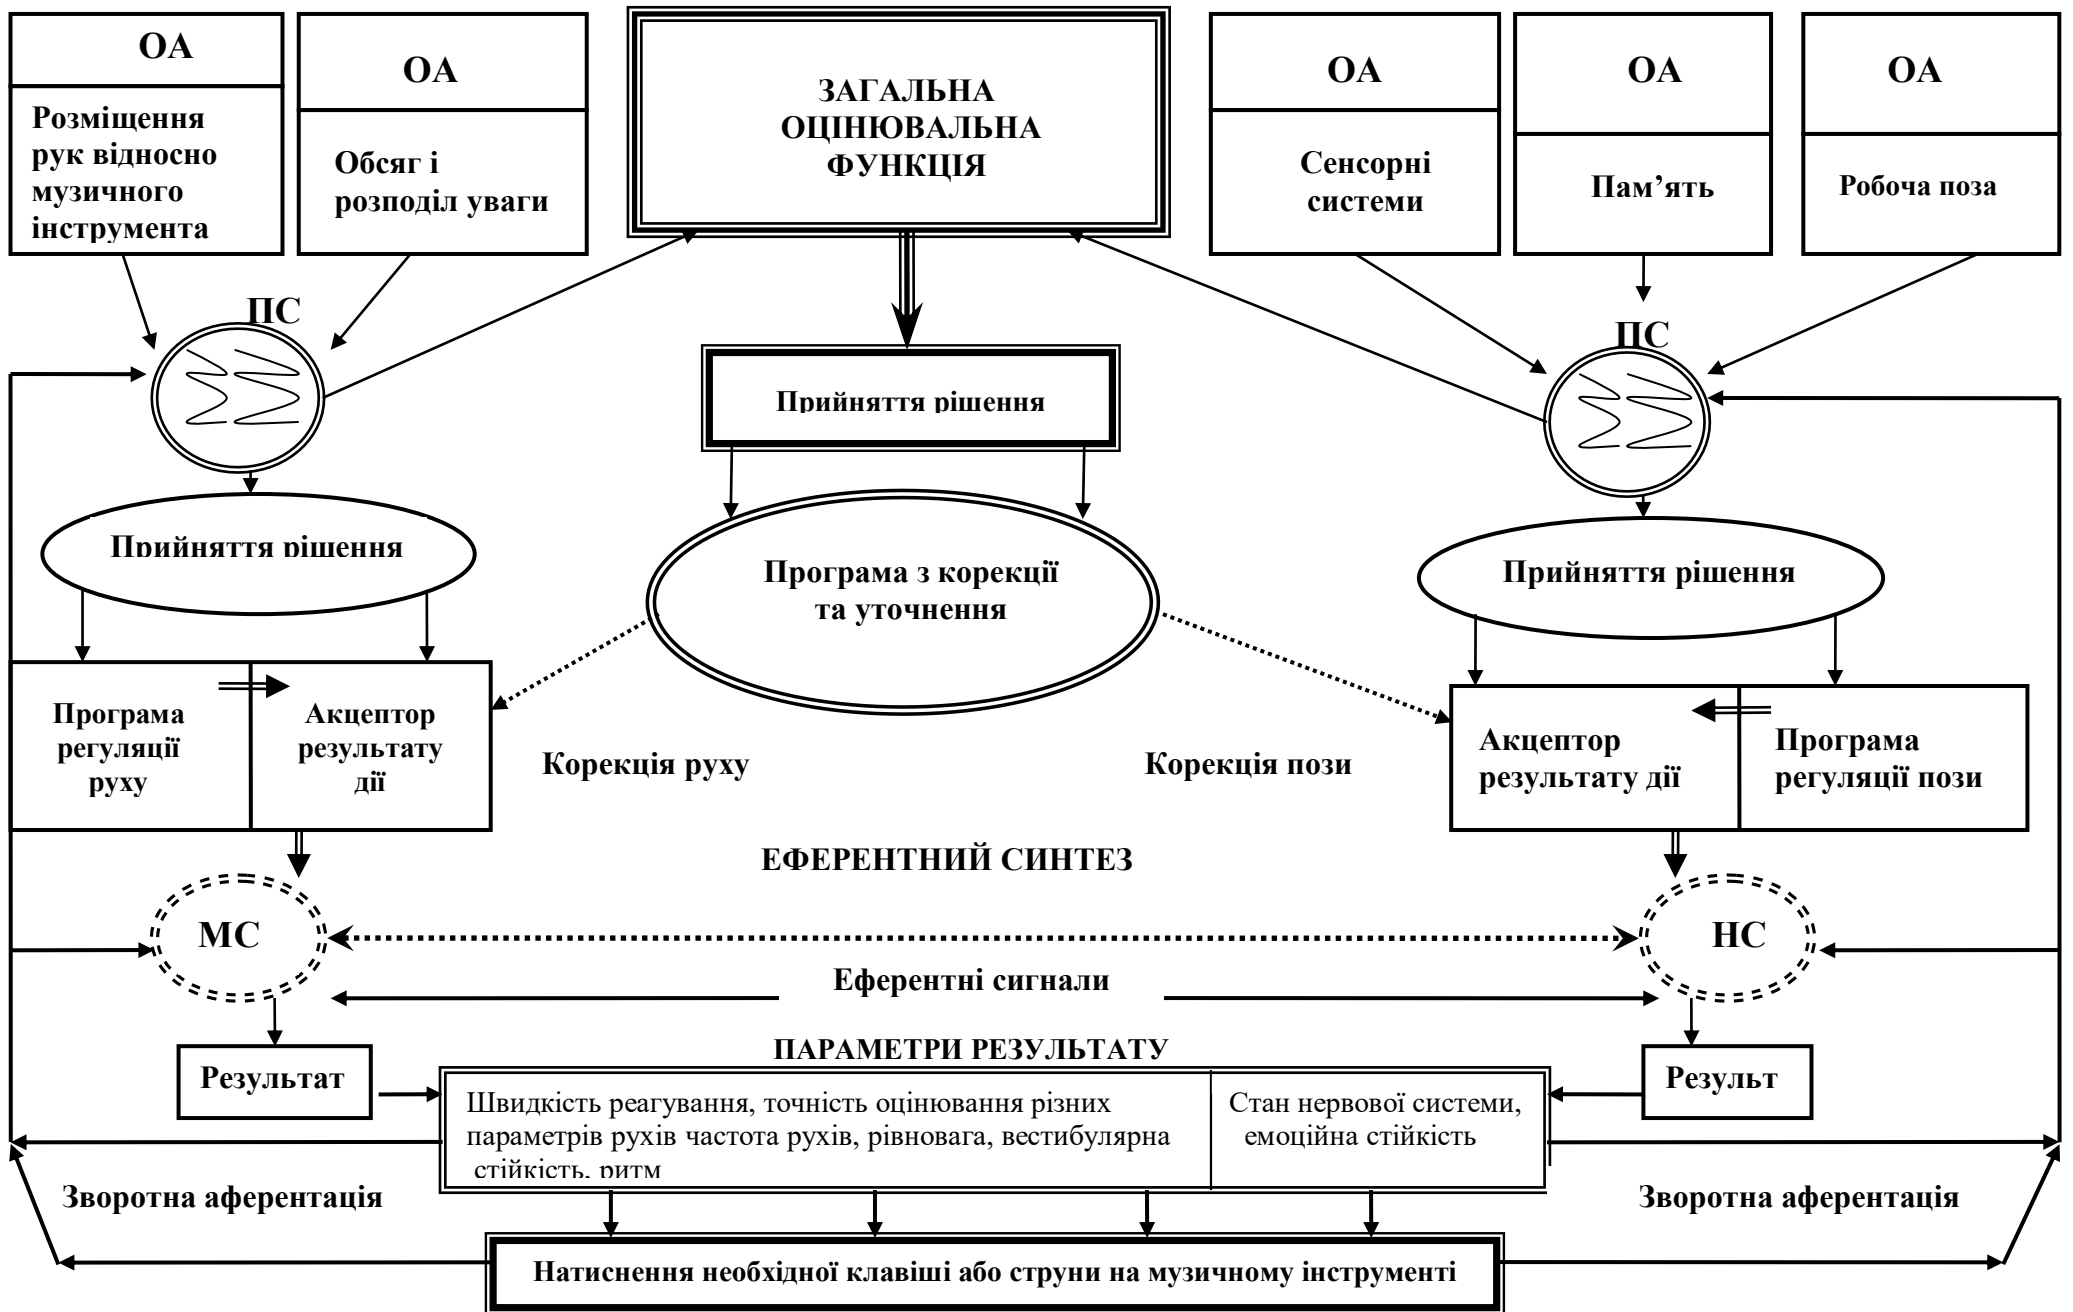 ОА
Розміщення
рук відносно
музичного
інструмента
ОА
Обсяг і
розподіл уваги
ЗАГАЛЬНА
ОЦІНЮВАЛЬНА
ФУНКЦІЯ
ОА
Сенсорні
системи
ОА
Пам’ять
ОА
Робоча поза
ПС
ПС
Прийняття рішення
Прийняття рішення
Програма з корекції
та уточнення
Прийняття рішення
Програма
регуляції
руху
Акцептор
результату
дії
Корекція руху
Корекція пози
Акцептор
результату дії
Програма
регуляції пози
ЕФЕРЕНТНИЙ СИНТЕЗ
МС
НС
Еферентні сигнали
ПАРАМЕТРИ РЕЗУЛЬТАТУ
Результат
Результ
Швидкість реагування, точність оцінювання різних
параметрів рухів частота рухів, рівновага, вестибулярна
стійкість, ритм
Стан нервової системи,
емоційна стійкість
Зворотна аферентація
Зворотна аферентація
Натиснення необхідної клавіші або струни на музичному інструменті